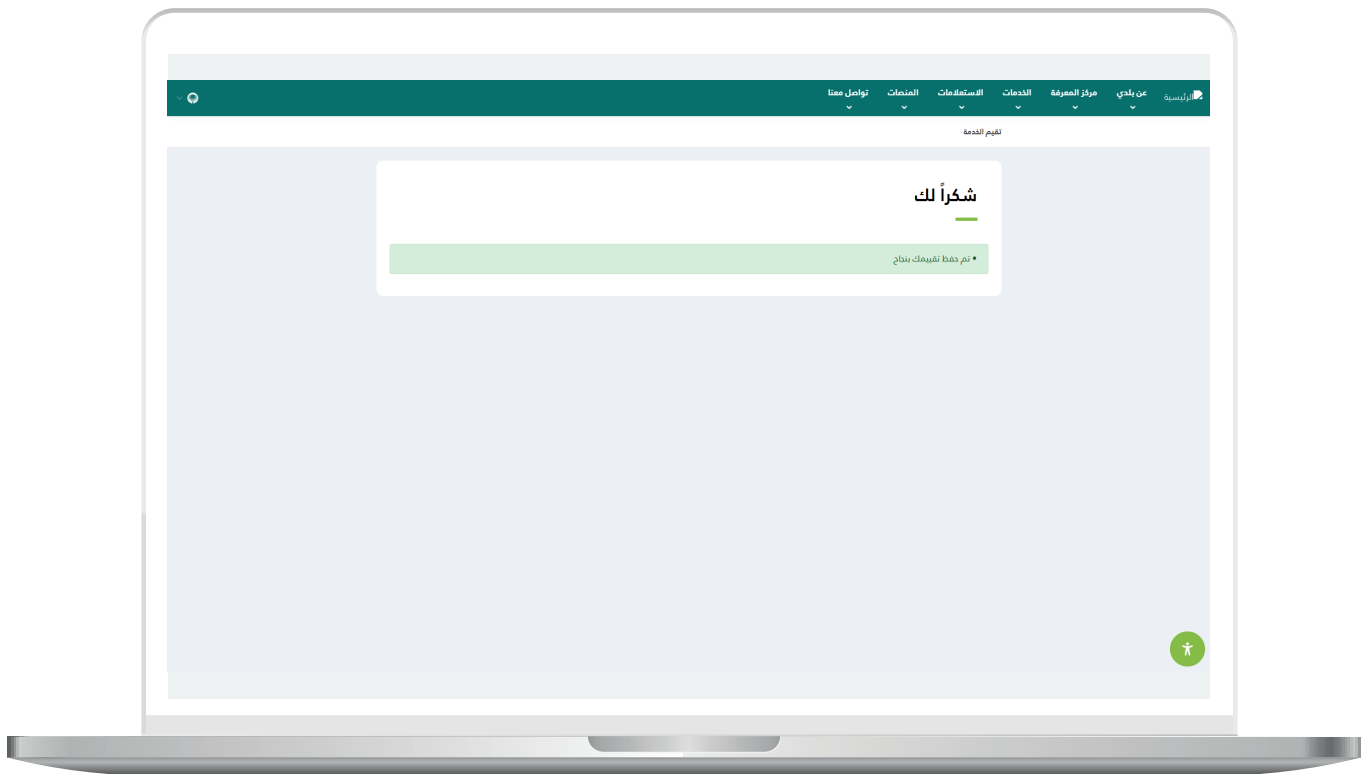 الرئيسية
عن بلدي
مركز المعرفة
الخدمات
الاستعلامات
المنصات
تواصل معنا
تقيم الخدمة
شكراً لك
• تم حفظ تقييمك بنجاح